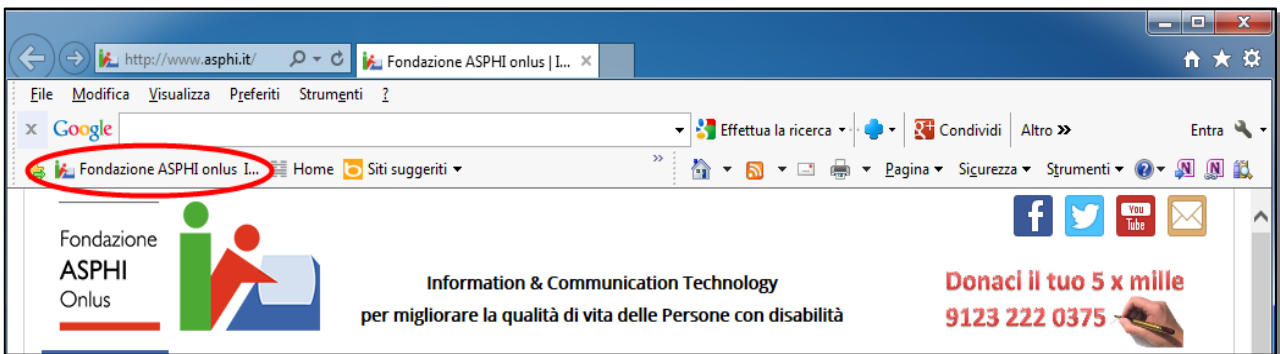 http://www.asphi.it/ Fondazione ASPHI onlus | I...
File Modifica Visualizza Preferiti Strumenti ?
x Google Effettua la ricerca Condividi Altro » Entra
Fondazione ASPHI onlus I... Home Siti suggeriti » Pagina Sicurezza Strumenti
Fondazione
ASPHI
Onlus
Information & Communication Technology
per migliorare la qualità di vita delle Persone con disabilità
f You Tube
Donaci il tuo 5 x mille
9123 222 0375